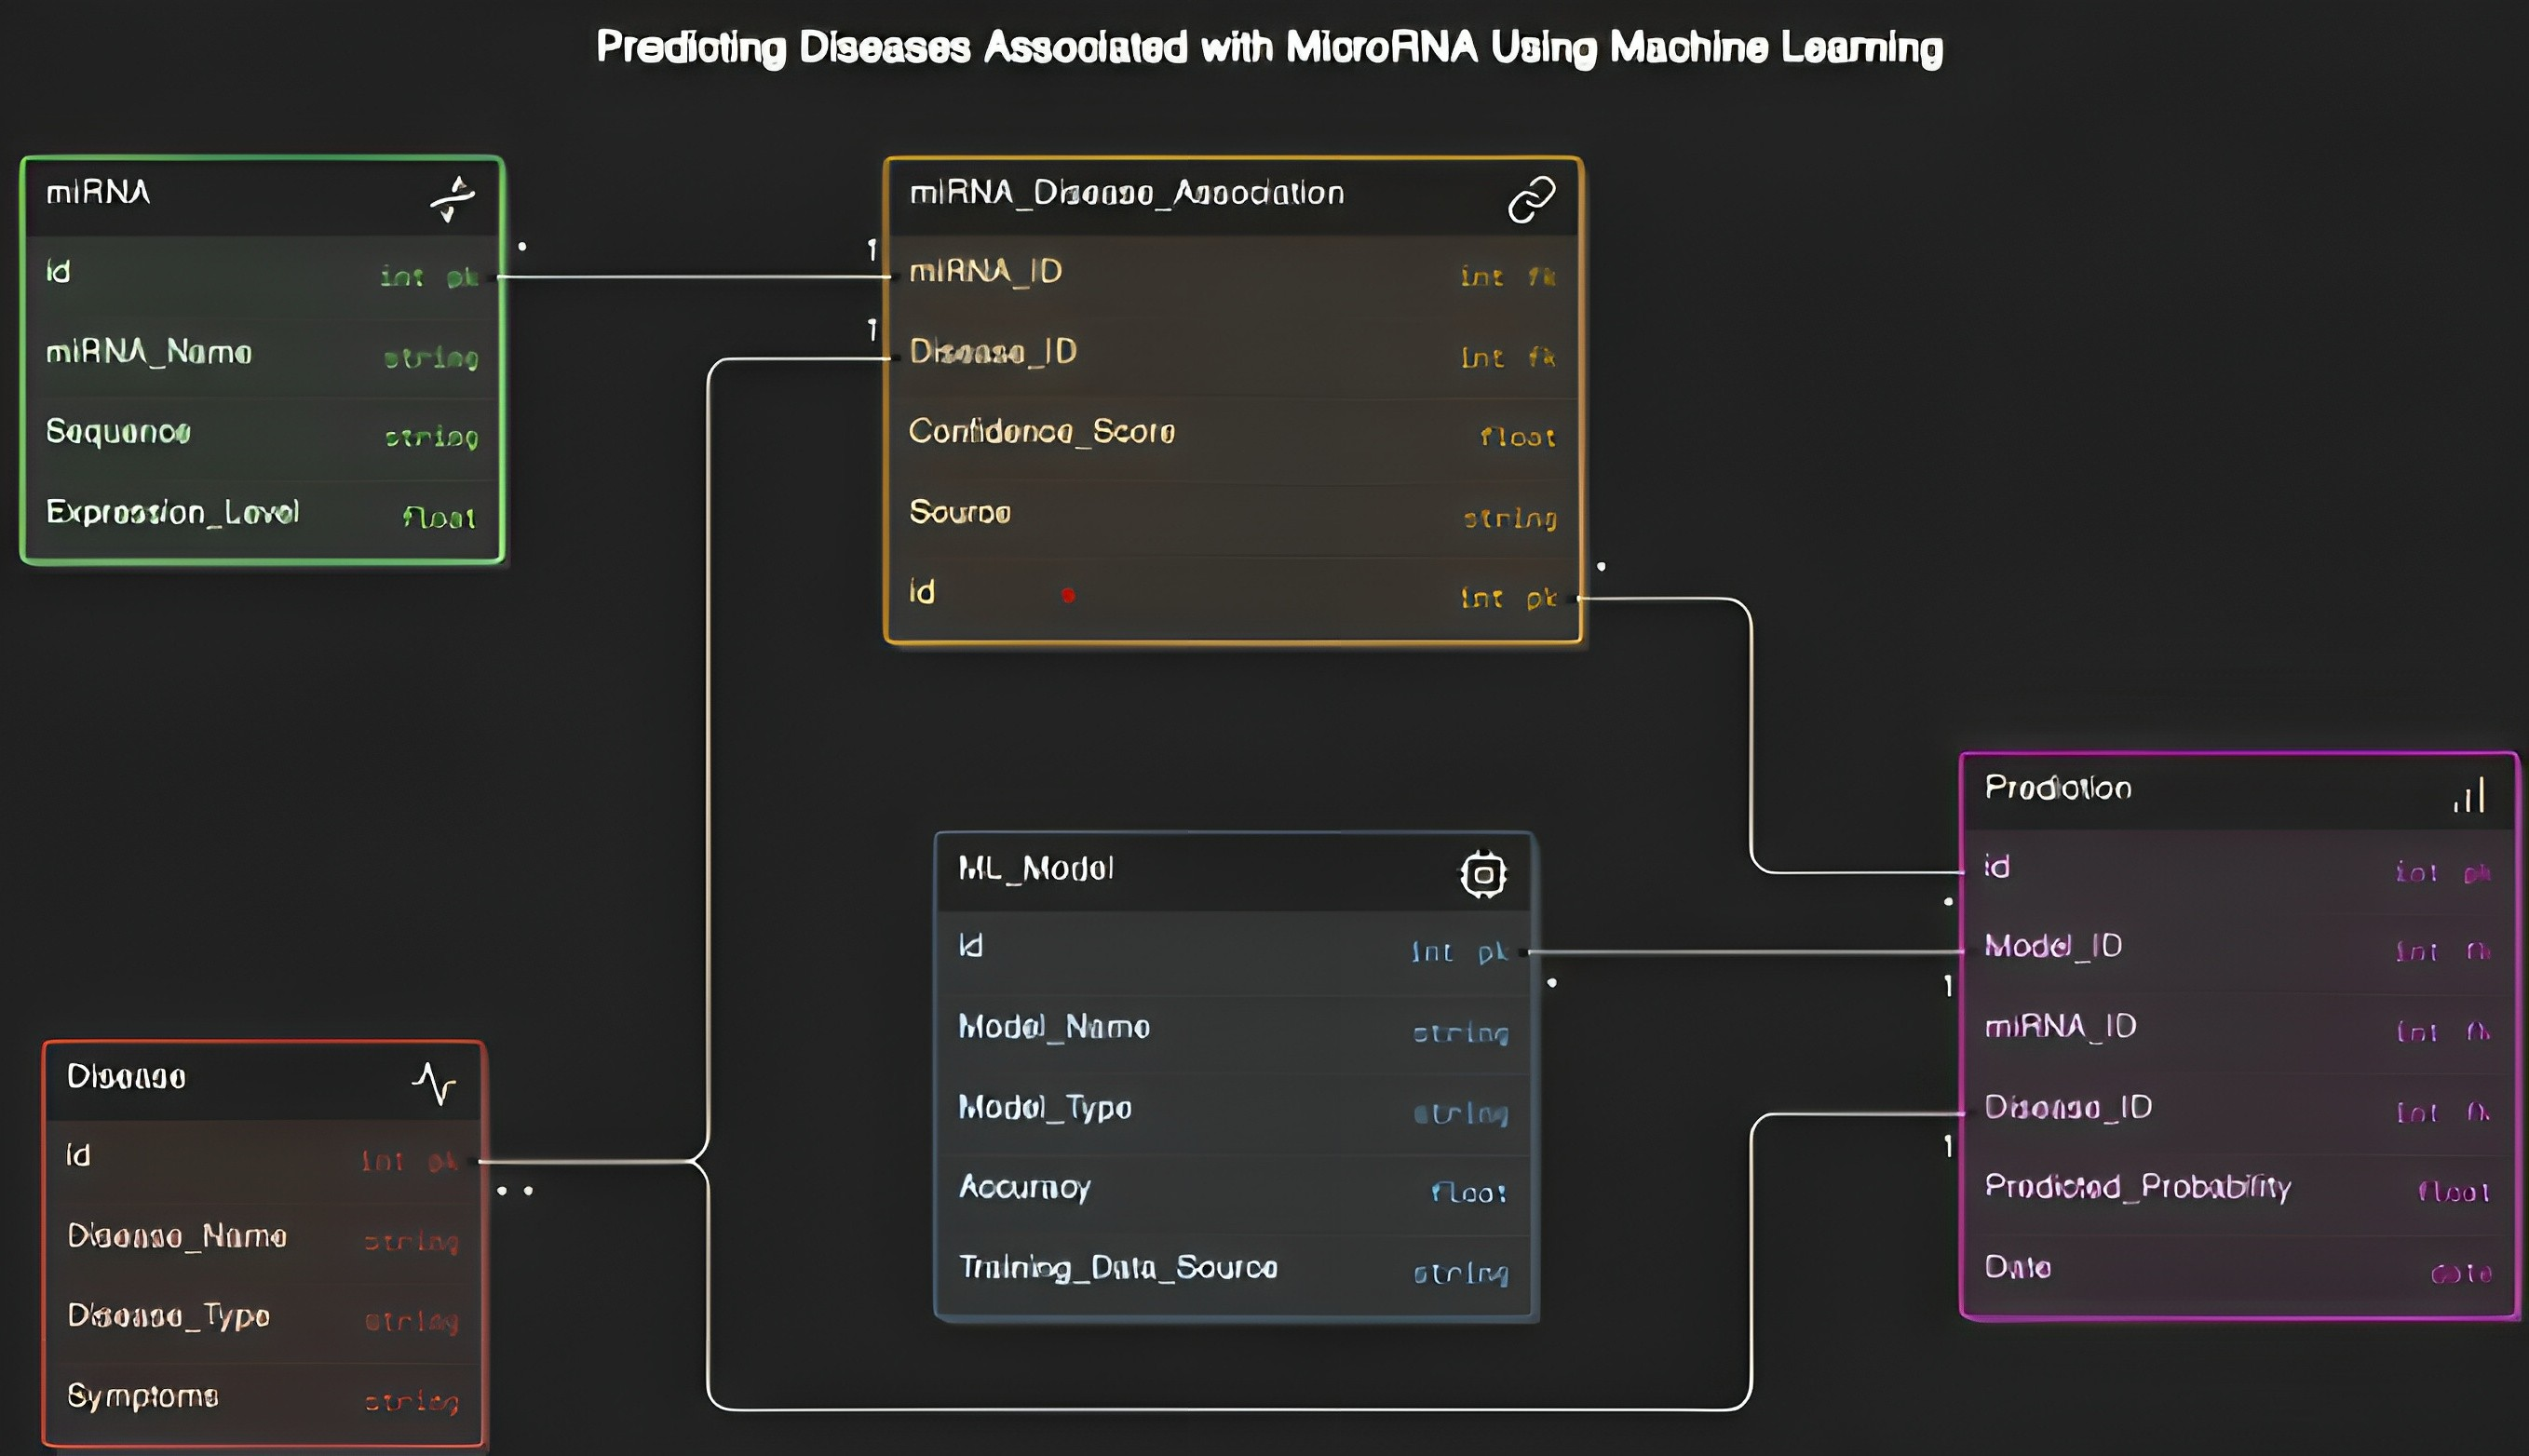 Predicting Diseases Associated with MicroRNA Using Machine Learning
miRNA
id int pk
miRNA_Name string
Sequence string
Expression_Level float
miRNA_Disease_Association
1 miRNA_ID int fk
1 Disease_ID int fk
Confidence_Score float
Source string
id int pk
ML_Model
id int pk
Model_Name string
Model_Type string
Accuracy float
Training_Data_Source string
Prediction
id int pk
Model_ID int fk
1
miRNA_ID int fk
Disease_ID int fk
1
Predicted_Probability float
Date date
Disease
id int pk
Disease_Name string
Disease_Type string
Symptoms string